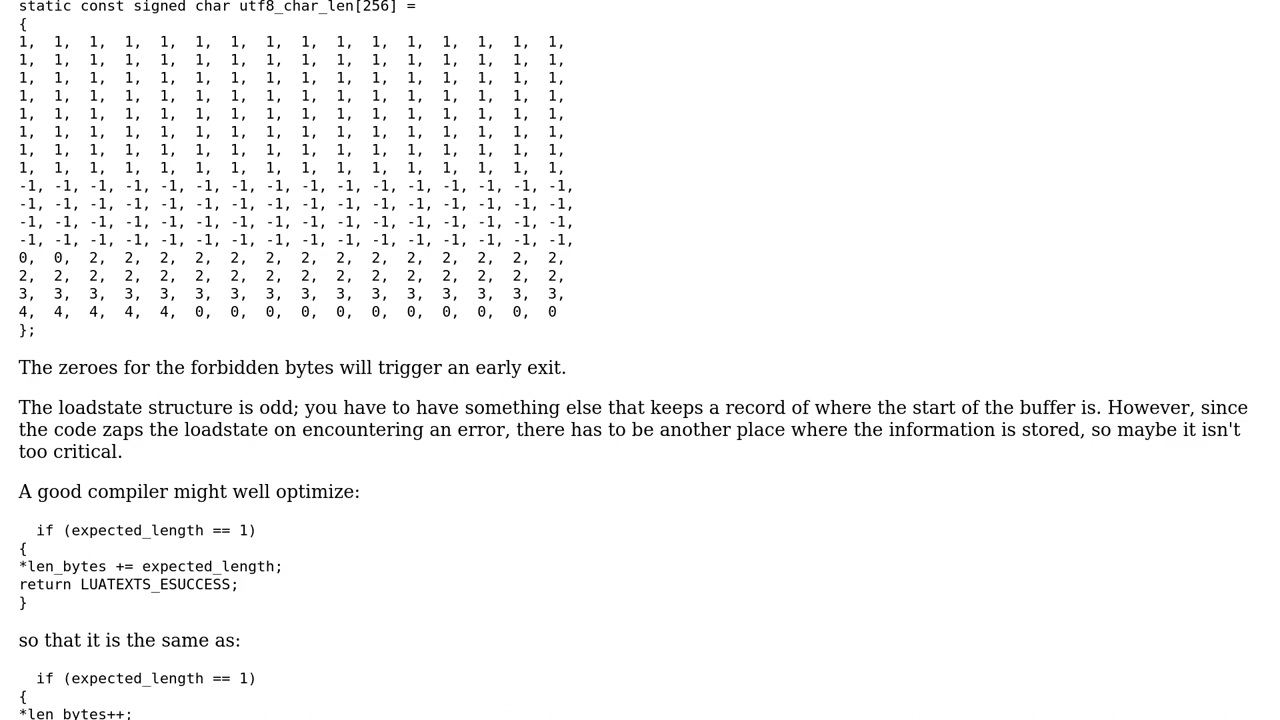 static const signed char utf8_char_len[256] =
{
1,  1,  1,  1,  1,  1,  1,  1,  1,  1,  1,  1,  1,  1,  1,  1,
1,  1,  1,  1,  1,  1,  1,  1,  1,  1,  1,  1,  1,  1,  1,  1,
1,  1,  1,  1,  1,  1,  1,  1,  1,  1,  1,  1,  1,  1,  1,  1,
1,  1,  1,  1,  1,  1,  1,  1,  1,  1,  1,  1,  1,  1,  1,  1,
1,  1,  1,  1,  1,  1,  1,  1,  1,  1,  1,  1,  1,  1,  1,  1,
1,  1,  1,  1,  1,  1,  1,  1,  1,  1,  1,  1,  1,  1,  1,  1,
1,  1,  1,  1,  1,  1,  1,  1,  1,  1,  1,  1,  1,  1,  1,  1,
1,  1,  1,  1,  1,  1,  1,  1,  1,  1,  1,  1,  1,  1,  1,  1,
-1, -1, -1, -1, -1, -1, -1, -1, -1, -1, -1, -1, -1, -1, -1, -1,
-1, -1, -1, -1, -1, -1, -1, -1, -1, -1, -1, -1, -1, -1, -1, -1,
-1, -1, -1, -1, -1, -1, -1, -1, -1, -1, -1, -1, -1, -1, -1, -1,
-1, -1, -1, -1, -1, -1, -1, -1, -1, -1, -1, -1, -1, -1, -1, -1,
0,  0,  2,  2,  2,  2,  2,  2,  2,  2,  2,  2,  2,  2,  2,  2,
2,  2,  2,  2,  2,  2,  2,  2,  2,  2,  2,  2,  2,  2,  2,  2,
3,  3,  3,  3,  3,  3,  3,  3,  3,  3,  3,  3,  3,  3,  3,  3,
4,  4,  4,  4,  4,  0,  0,  0,  0,  0,  0,  0,  0,  0,  0,  0
};
The zeroes for the forbidden bytes will trigger an early exit.
The loadstate structure is odd; you have to have something else that keeps a record of where the start of the buffer is. However, since
the code zaps the loadstate on encountering an error, there has to be another place where the information is stored, so maybe it isn't
too critical.
A good compiler might well optimize:
if (expected_length == 1)
{
*len_bytes += expected_length;
return LUATEXTS_ESUCCESS;
}
so that it is the same as:
if (expected_length == 1)
{
*len_bytes++;